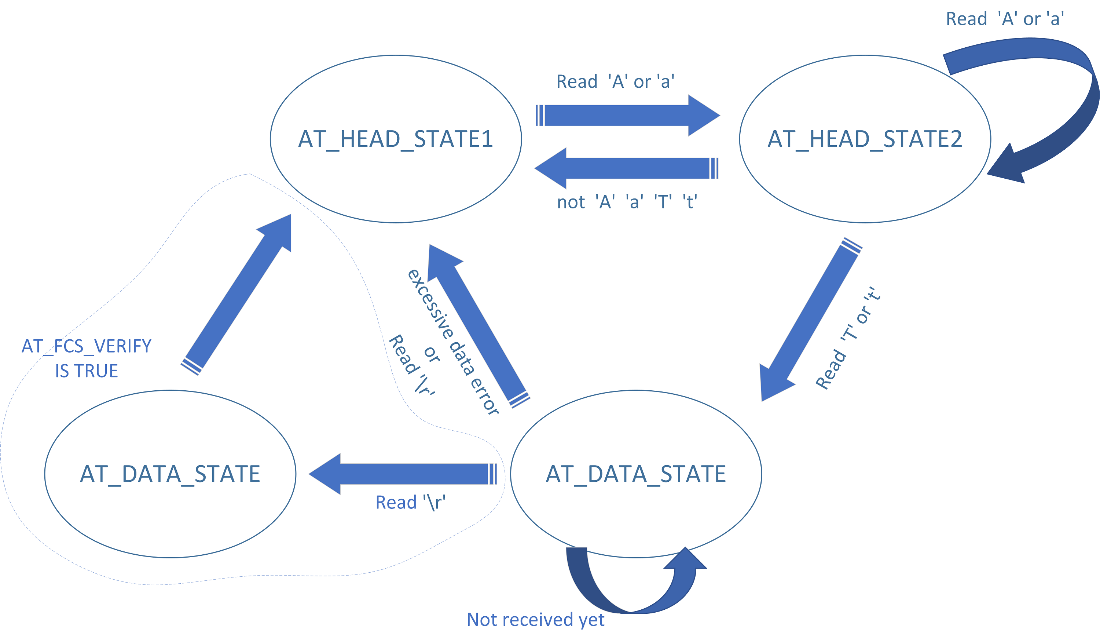 Read 'A' or 'a'
Read 'A' or 'a'
AT_HEAD_STATE1
AT_HEAD_STATE2
not 'A' 'a' 'T' 't'
excessive data error
or
Read '\r'
Read 'T' or 't'
AT_FCS_VERIFY
IS TRUE
AT_DATA_STATE
AT_DATA_STATE
Read '\r'
Not received yet